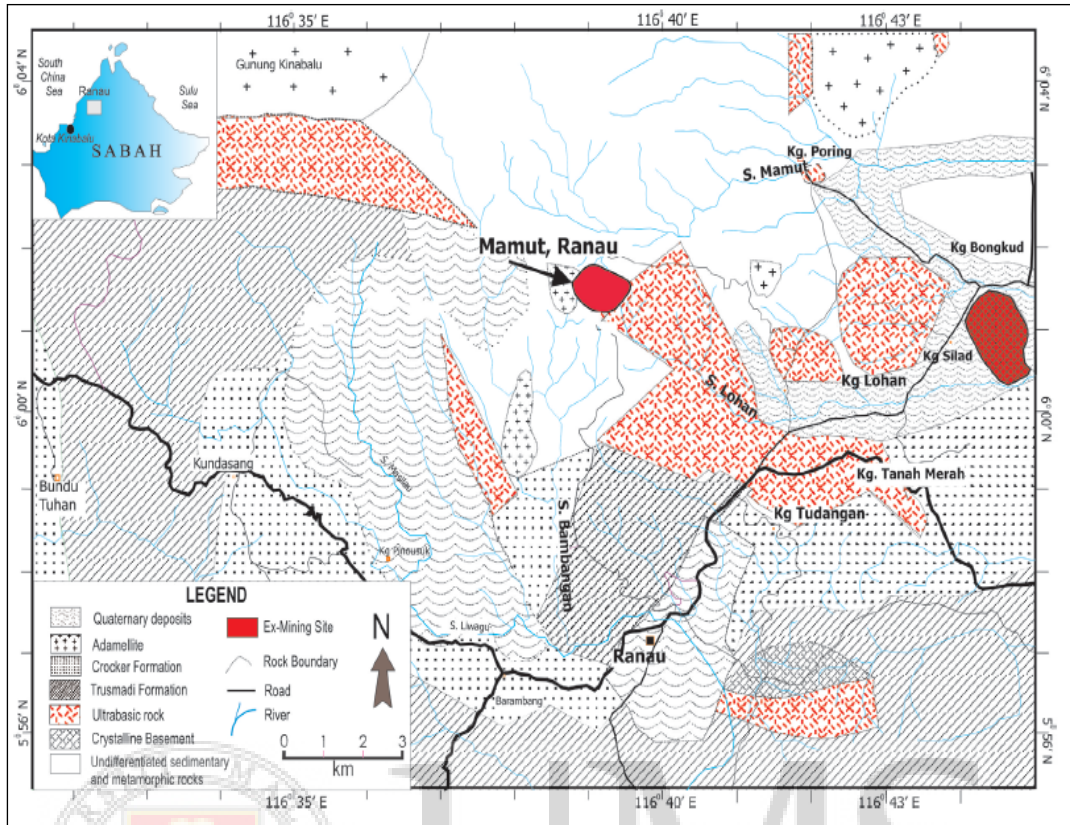 116° 35′ E
116° 40′ E
116° 43′ E
6° 04′ N
South
China
Sea
Ranau
Sulu
Sea
Kota Kinabalu
SABAH
Gunung Kinabalu
6° 04′ N
Kg. Poring
S. Mamut
Kg Bongkud
Mamut, Ranau
Kg Silad
Kg Lohan
S. Lohan
6° 00′ N
6° 00′ N
Kundasang
Bundu
Tuhan
Kg. Tanah Merah
Kg Tudangan
S. Bambangan
Kg Pinousuk
S. Liwagu
Ranau
Barambang
LEGEND
Quaternary deposits
Adamellite
Crocker Formation
Trusmadi Formation
Ultrabasic rock
Crystalline Basement
Undifferentiated sedimentary
and metamorphic rocks
Ex-Mining Site
Rock Boundary
Road
River
N
0 1 2 3
km
5° 56′ N
5° 56′ N
116° 35′ E
116° 40′ E
116° 43′ E